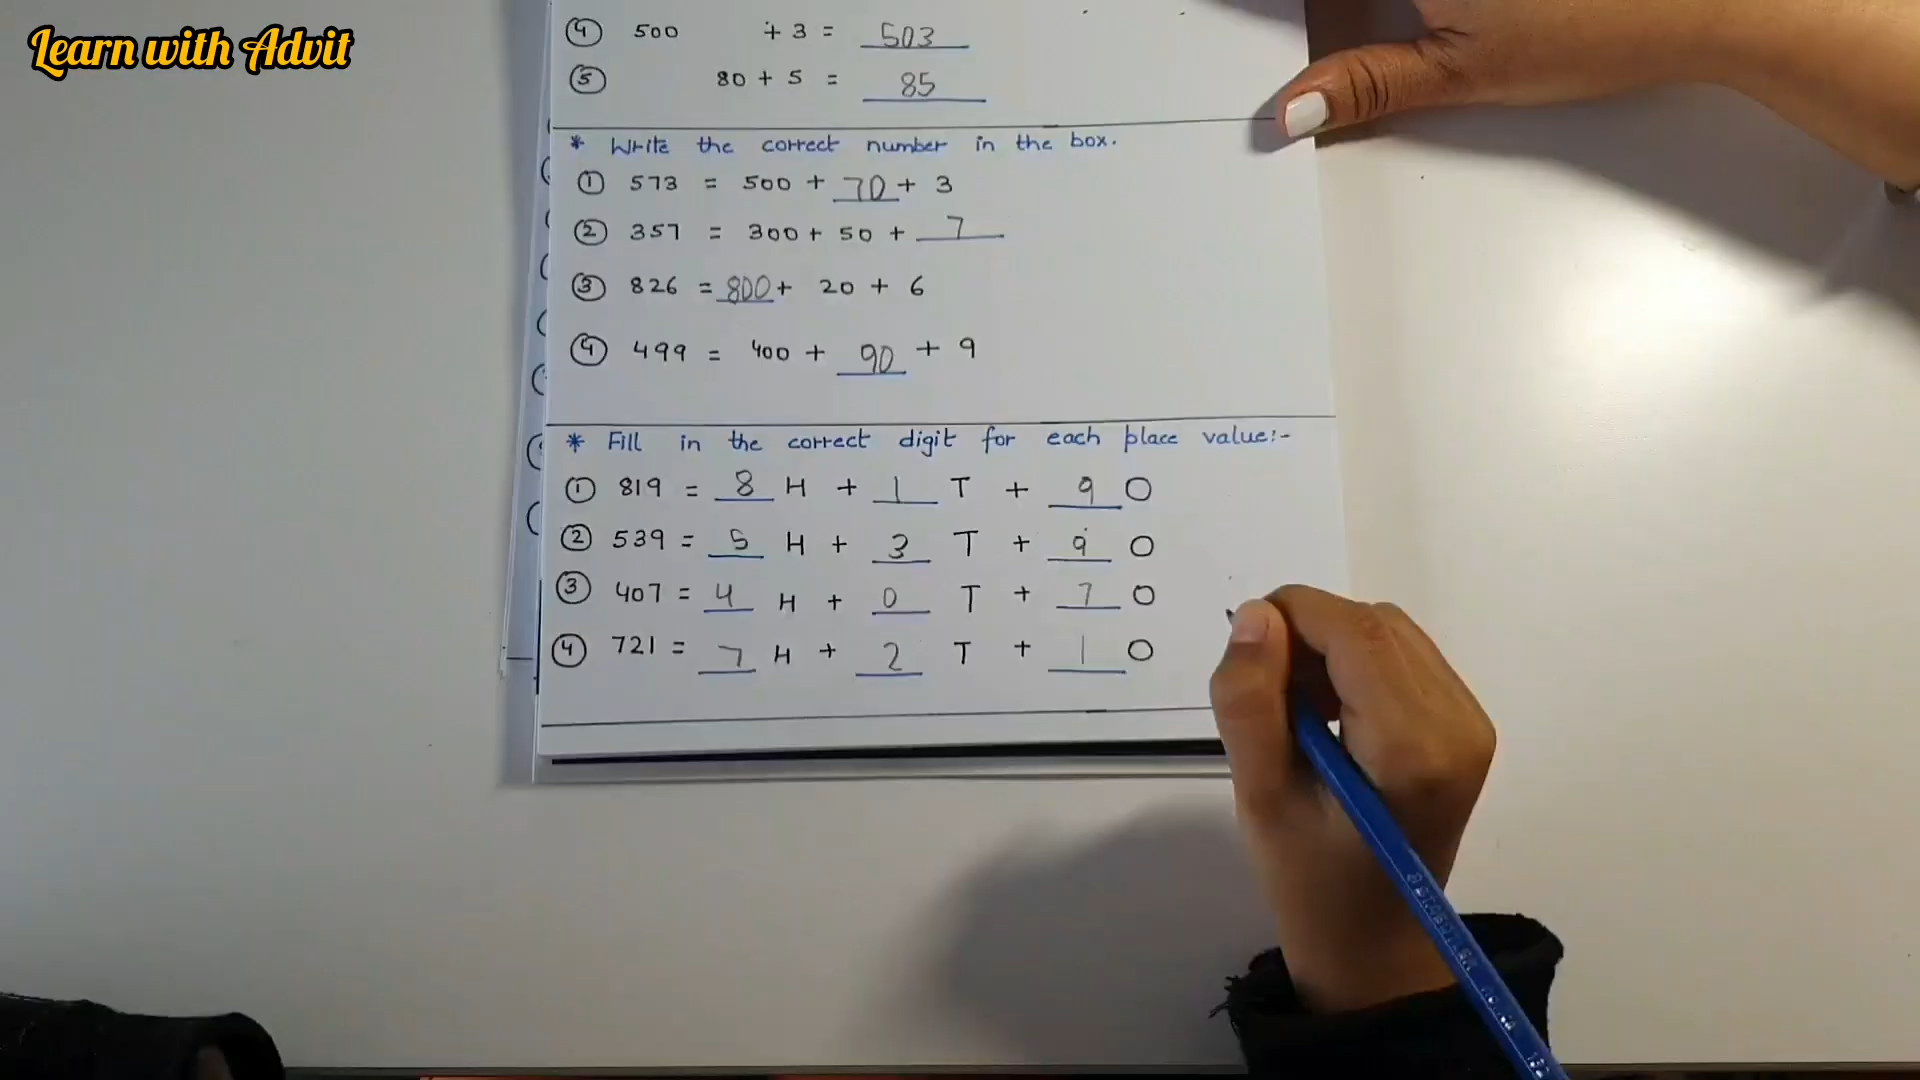 Learn with Advit
④ 500 + 3 = 503
⑤ 80 + 5 = 85
* Write the correct number in the box.
① 573 = 500 + 70 + 3
② 357 = 300 + 50 + 7
③ 826 = 800 + 20 + 6
④ 499 = 400 + 90 + 9
* Fill in the correct digit for each place value:-
① 819 = 8 H + 1 T + 9 O
② 539 = 5 H + 3 T + 9 O
③ 407 = 4 H + 0 T + 7 O
④ 721 = 7 H + 2 T + 1 O